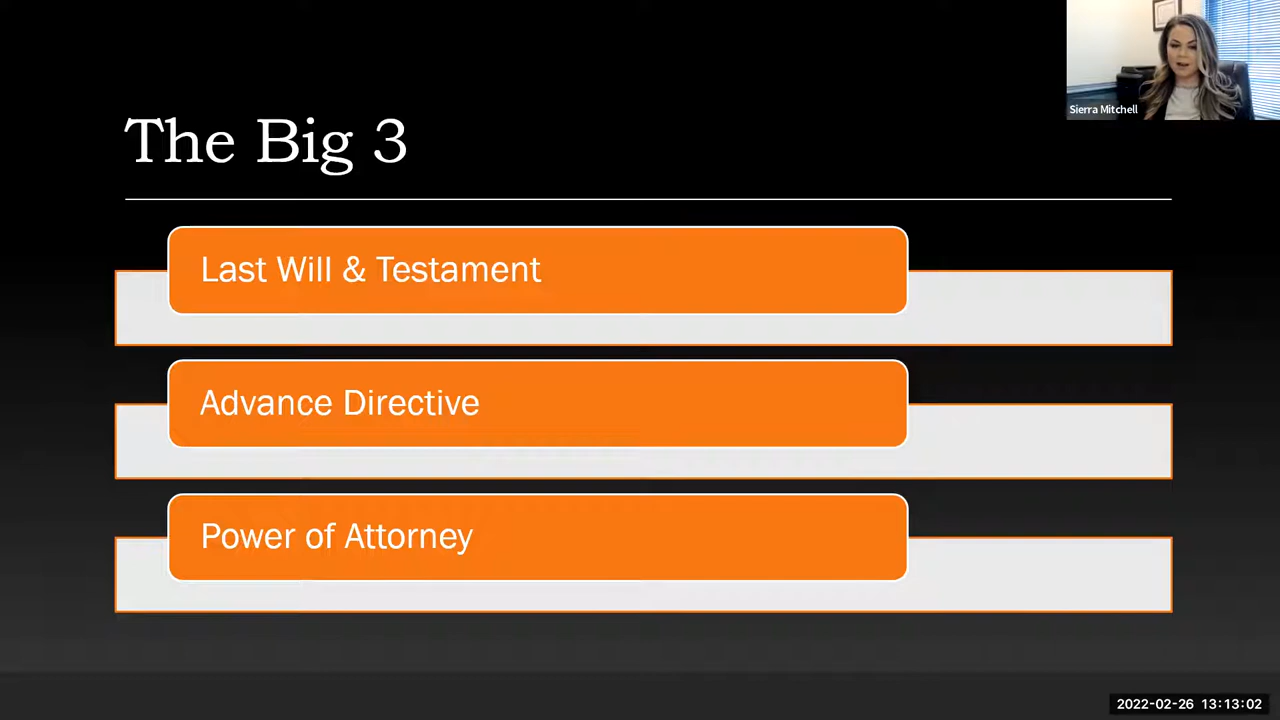 Sierra Mitchell
The Big 3
Last Will & Testament
Advance Directive
Power of Attorney
2022-02-26 13:13:02